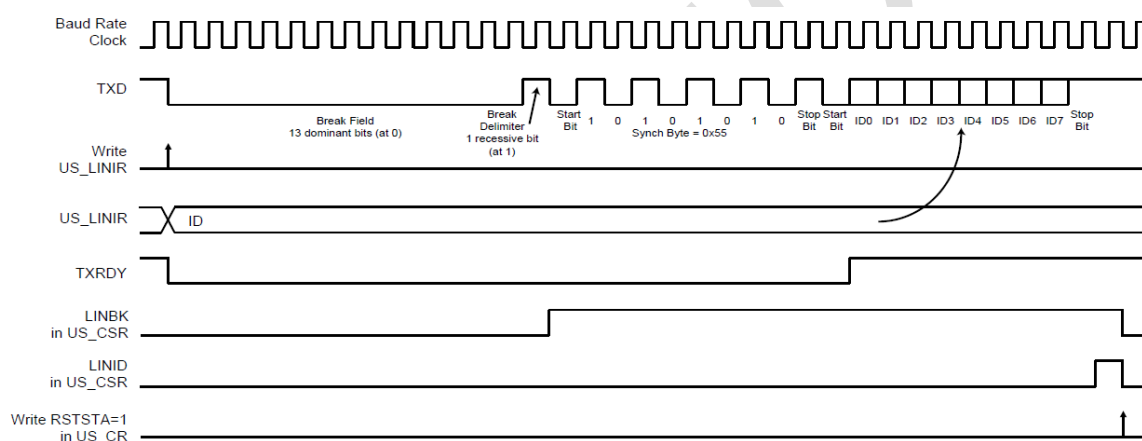 Baud Rate
Clock
TXD
Break Field
13 dominant bits (at 0)
Break
Delimiter
1 recessive bit
(at 1)
Start
Bit
1 0 1 0 1 0 1 0
Synch Byte = 0x55
Stop
Bit
Start
Bit
ID0 ID1 ID2 ID3 ID4 ID5 ID6 ID7
Stop
Bit
Write
US_LINIR
US_LINIR
ID
TXRDY
LINBK
in US_CSR
LINID
in US_CSR
Write RSTSTA=1
in US_CR